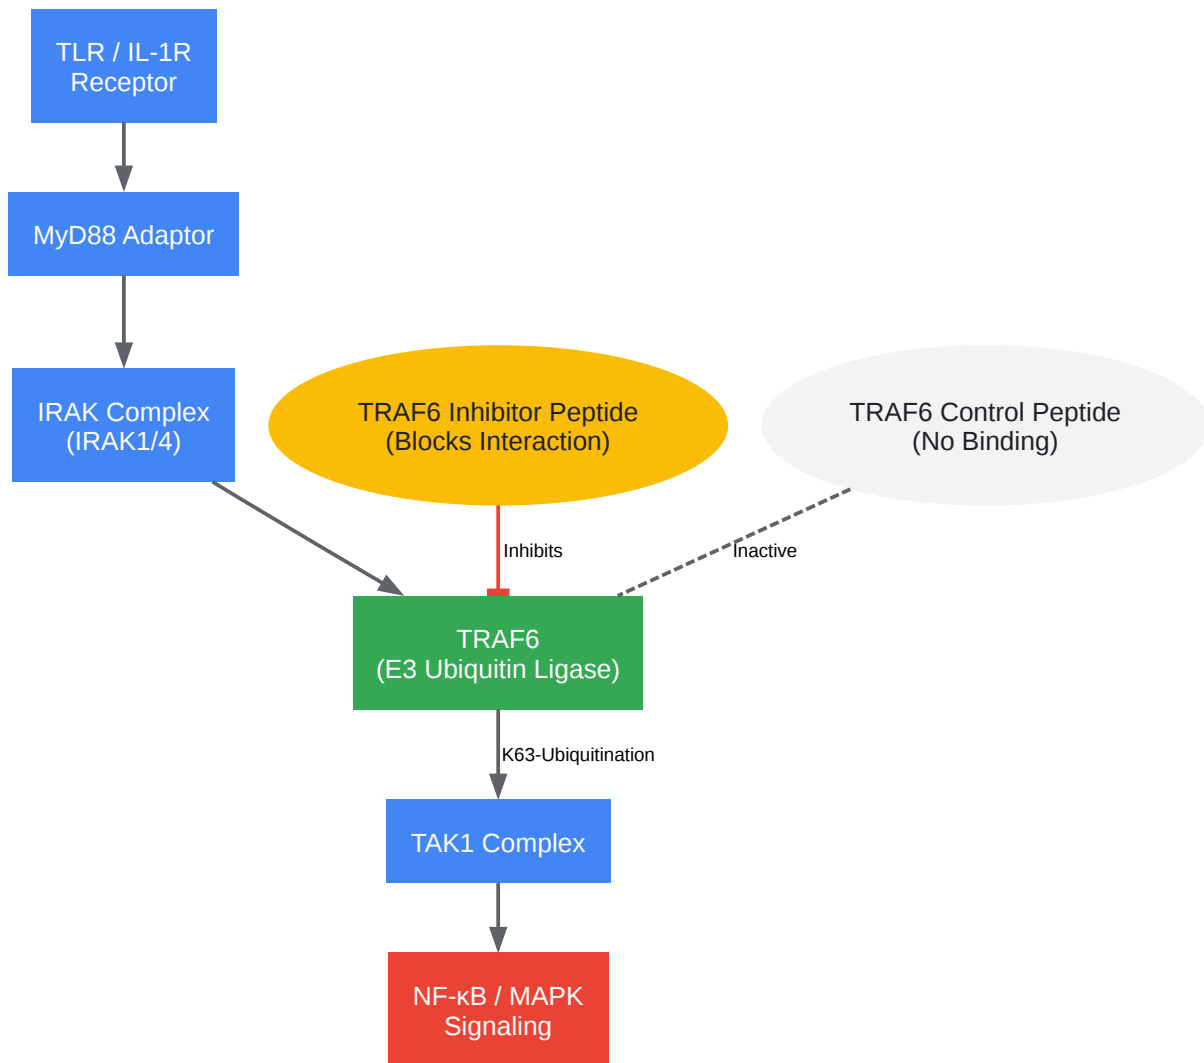 TLR / IL-1R
Receptor
MyD88 Adaptor
IRAK Complex
(IRAK1/4)
TRAF6 Inhibitor Peptide
(Blocks Interaction)
TRAF6 Control Peptide
(No Binding)
Inhibits
Inactive
TRAF6
(E3 Ubiquitin Ligase)
K63-Ubiquitination
TAK1 Complex
NF-κB / MAPK
Signaling